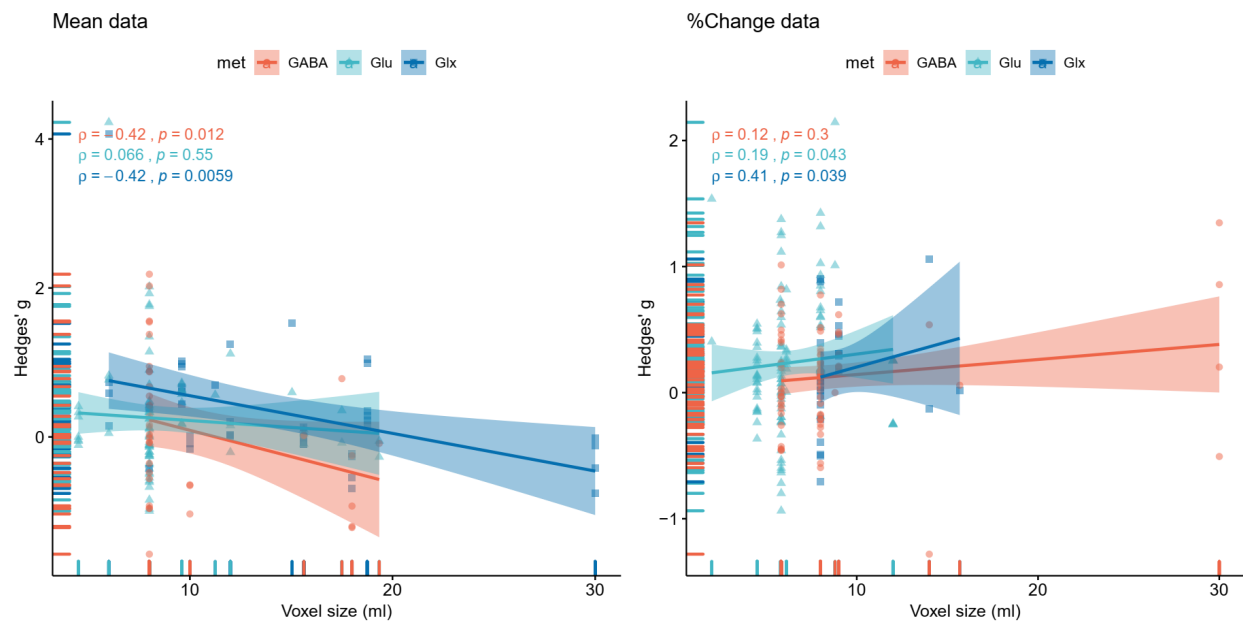 Mean data
met GABA Glu Glx
ρ = −0.42 , p = 0.012
ρ = 0.066 , p = 0.55
ρ = −0.42 , p = 0.0059
4
2
0
Hedges' g
10 20 30
Voxel size (ml)
%Change data
met GABA Glu Glx
ρ = 0.12 , p = 0.3
ρ = 0.19 , p = 0.043
ρ = 0.41 , p = 0.039
2
1
0
−1
Hedges' g
10 20 30
Voxel size (ml)